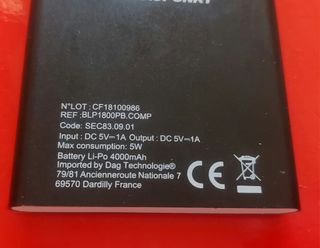 N°LOT : CF18100986
REF : BLP1800PB.COMP
Code : SEC83.09.01
Input : DC 5V⎓1A Output : DC 5V⎓1A
Max consumption: 5W
Battery Li-Po 4000mAh
Imported by Dag Technologie®
79/81 Ancienneroute Nationale 7
69570 Dardilly France
CE